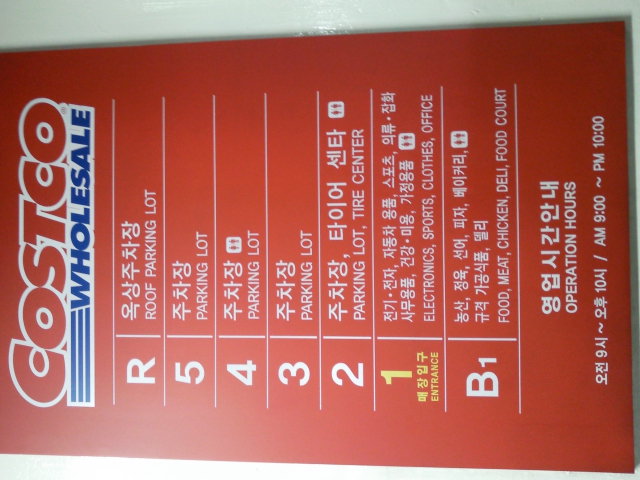 COSTCO
WHOLESALE
R 옥상주차장
ROOF PARKING LOT
5 주차장
PARKING LOT
4 주차장
PARKING LOT
3 주차장
PARKING LOT
2 주차장, 타이어 센타
PARKING LOT, TIRE CENTER
1 전기·전자, 자동차 용품, 스포츠, 의류·잡화
매장입구 사무용품, 건강·미용, 가정용품
ENTRANCE ELECTRONICS, SPORTS, CLOTHES, OFFICE
B1 농산, 정육, 선어, 피자, 베이커리,
규격 가공식품, 델리
FOOD, MEAT, CHICKEN, DELI, FOOD COURT
영업시간안내
OPERATION HOURS
오전 9시 ~ 오후 10시 / AM 9:00 ~ PM 10:00